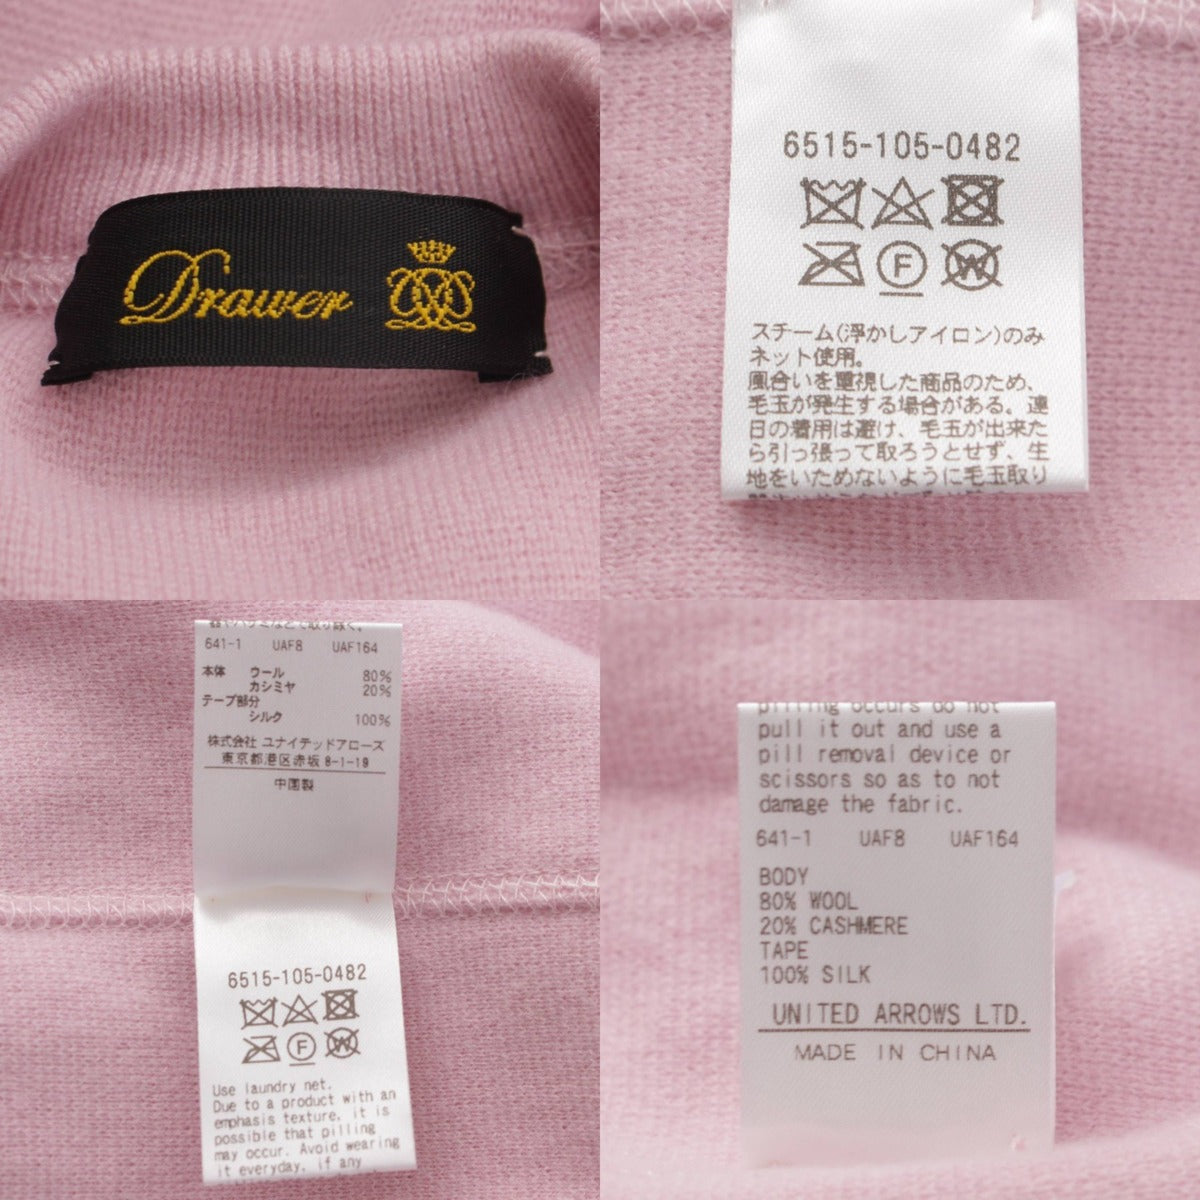 Drawer
6515-105-0482
F
W
スチーム(浮かしアイロン)のみ
ネット使用。
風合いを重視した商品のため、
毛玉が発生する場合がある。連
日の着用は避け、毛玉が出来た
ら引っ張って取ろうとせず、生
地をいためないように毛玉取り
641-1 UAF8 UAF164
本体 ウール 80%
カシミヤ 20%
テープ部分
シルク 100%
株式会社 ユナイテッドアローズ
東京都港区赤坂8-1-19
中国製
6515-105-0482
F
W
Use laundry net.
Due to a product with an
emphasis texture, it is
possible that pilling
may occur. Avoid wearing
it everyday, if any
pilling occurs do not
pull it out and use a
pill removal device or
scissors so as to not
damage the fabric.
641-1 UAF8 UAF164
BODY
80% WOOL
20% CASHMERE
TAPE
100% SILK
UNITED ARROWS LTD.
MADE IN CHINA